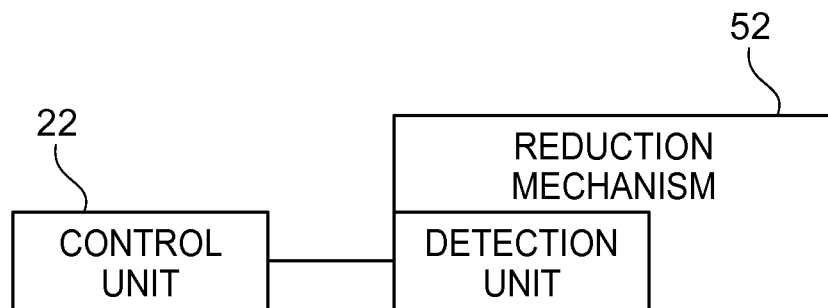 52
22
REDUCTION
MECHANISM
CONTROL
UNIT
DETECTION
UNIT